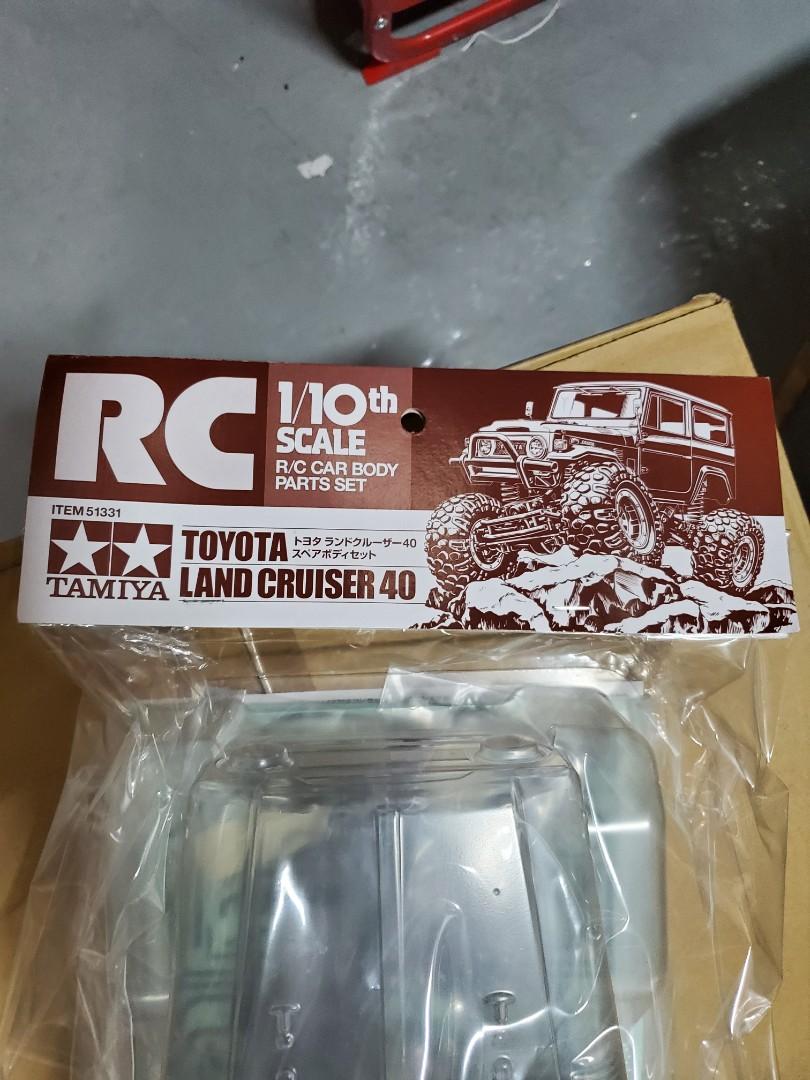 RC
1/10th
SCALE
R/C CAR BODY
PARTS SET
ITEM 51331
TAMIYA
TOYOTA
トヨタ ランドクルーザー40
スペアボディセット
LAND CRUISER 40